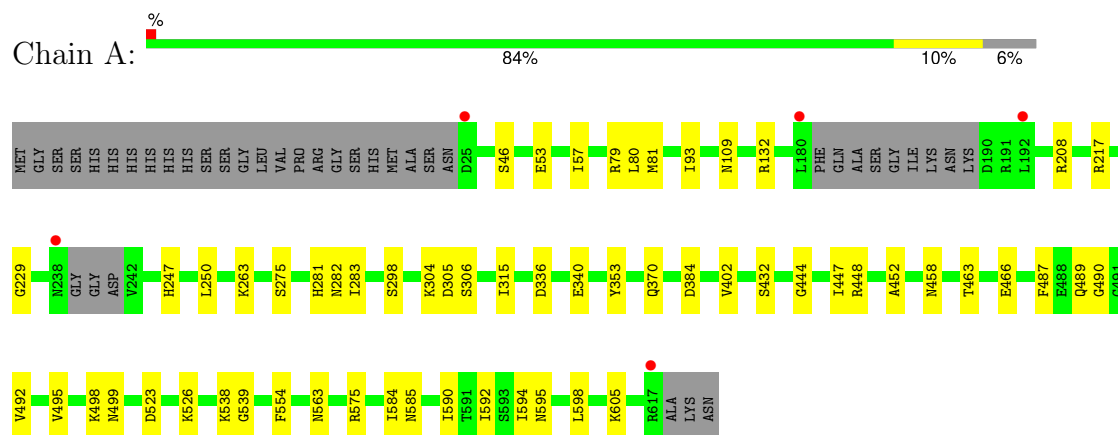 %
Chain A:
84% 10% 6%
MET GLY SER SER HIS HIS HIS HIS HIS HIS SER SER GLY LEU VAL PRO ARG GLY SER HIS MET ALA SER ASN D25 S46 E53 I57 R79 L80 M81 I93 N109 R132 L180 PHE GLN ALA SER GLY ILE LYS ASN LYS D190 R191 L192 R208 R217
G229 N238 GLY GLY ASP V242 H247 L250 K263 S275 H281 N282 I283 S298 K304 D305 S306 I315 D336 E340 Y353 Q370 D384 V402 S432 G444 I447 R448 A452 N458 T463 E466 F487 E488 Q489 G490 G491
V492 V495 K498 N499 D523 K526 K538 G539 F554 N563 R575 I584 N585 I590 T591 I592 S593 I594 N595 L598 K605 R617 ALA LYS ASN